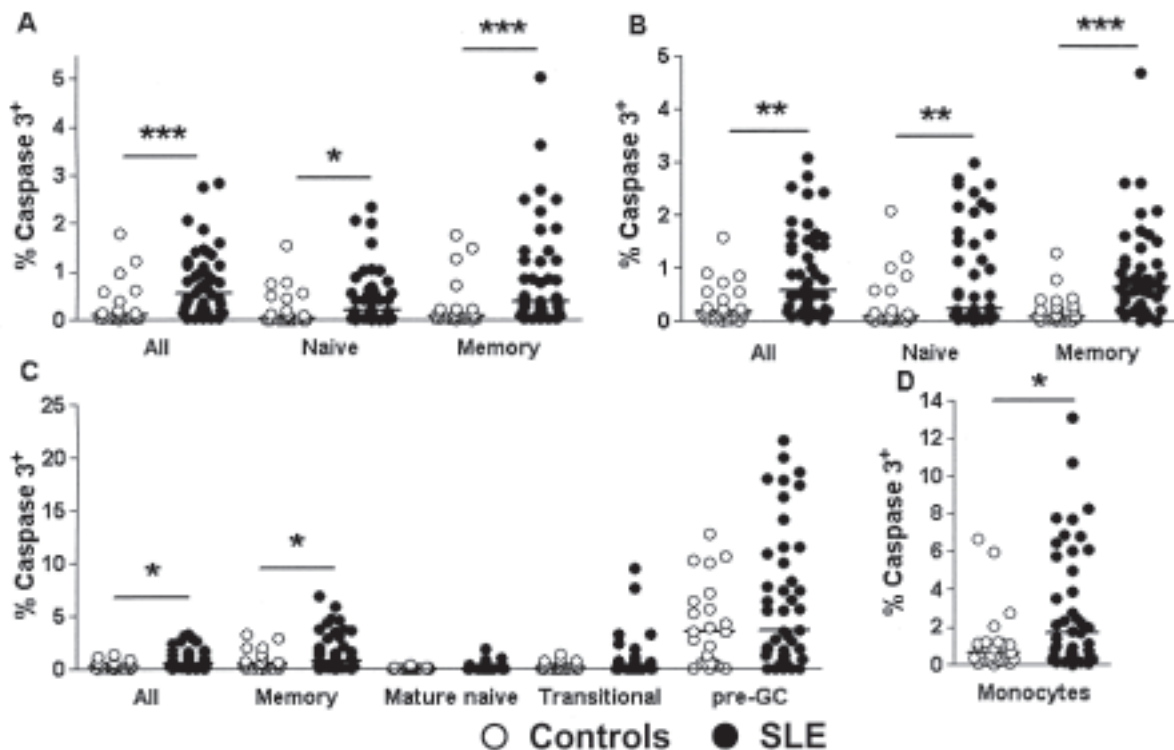 A
% Caspase 3+
5
4
3
2
1
0
***
*
***
All Naive Memory
B
% Caspase 3+
5
4
3
2
1
0
**
**
***
All Naive Memory
C
% Caspase 3+
25
20
15
10
5
0
*
*
All Memory Mature naive Transitional pre-GC
D
% Caspase 3+
14
12
10
8
6
4
2
0
*
Monocytes
Controls SLE